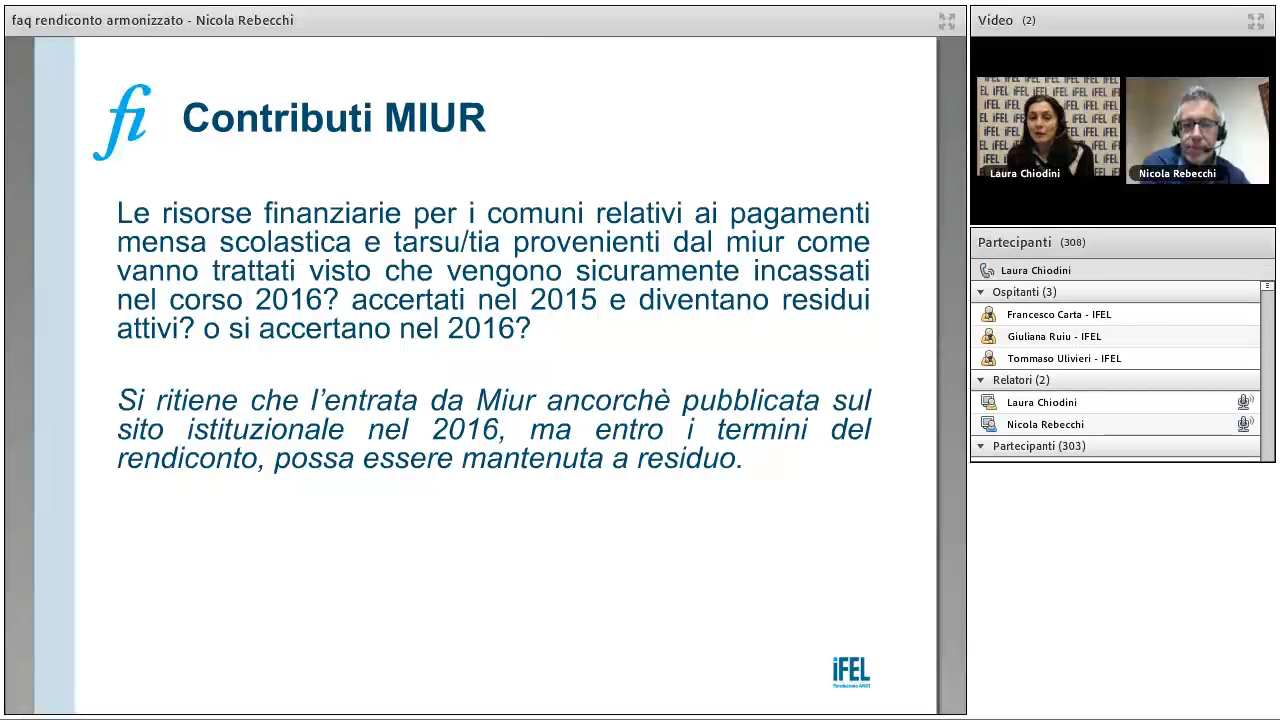 faq rendiconto armonizzato - Nicola Rebecchi
fi Contributi MIUR
Le risorse finanziarie per i comuni relativi ai pagamenti
mensa scolastica e tarsu/tia provenienti dal miur come
vanno trattati visto che vengono sicuramente incassati
nel corso 2016? accertati nel 2015 e diventano residui
attivi? o si accertano nel 2016?
Si ritiene che l'entrata da Miur ancorchè pubblicata sul
sito istituzionale nel 2016, ma entro i termini del
rendiconto, possa essere mantenuta a residuo.
iFEL
Fondazione ANCI
Video (2)
iFEL
Laura Chiodini
Nicola Rebecchi
Partecipanti (308)
Laura Chiodini
Ospitanti (3)
Francesco Carta - IFEL
Giuliana Ruiu - IFEL
Tommaso Ulivieri - IFEL
Relatori (2)
Laura Chiodini
Nicola Rebecchi
Partecipanti (303)